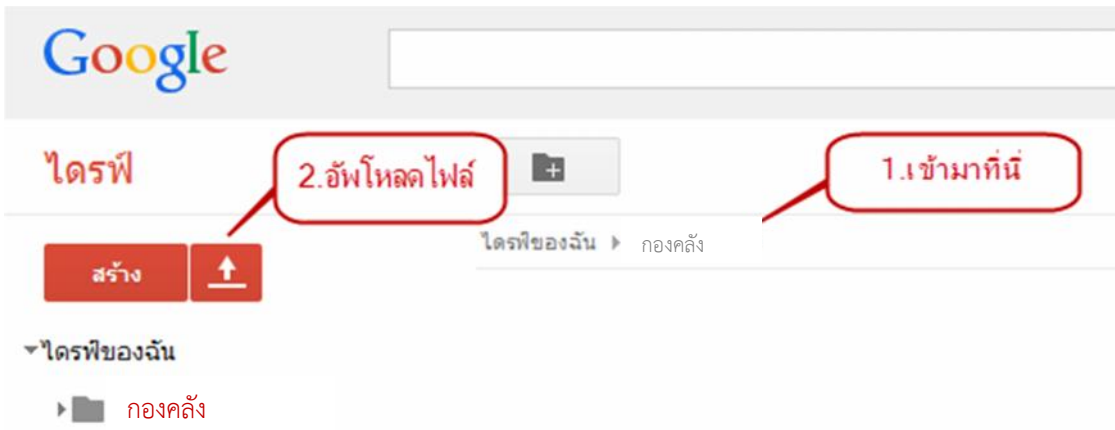 Google
ไดรฟ์
2.อัพโหลดไฟล์
1.เข้ามาที่นี่
ไดรฟ์ของฉัน
กองคลัง
สร้าง
ไดรฟ์ของฉัน
กองคลัง